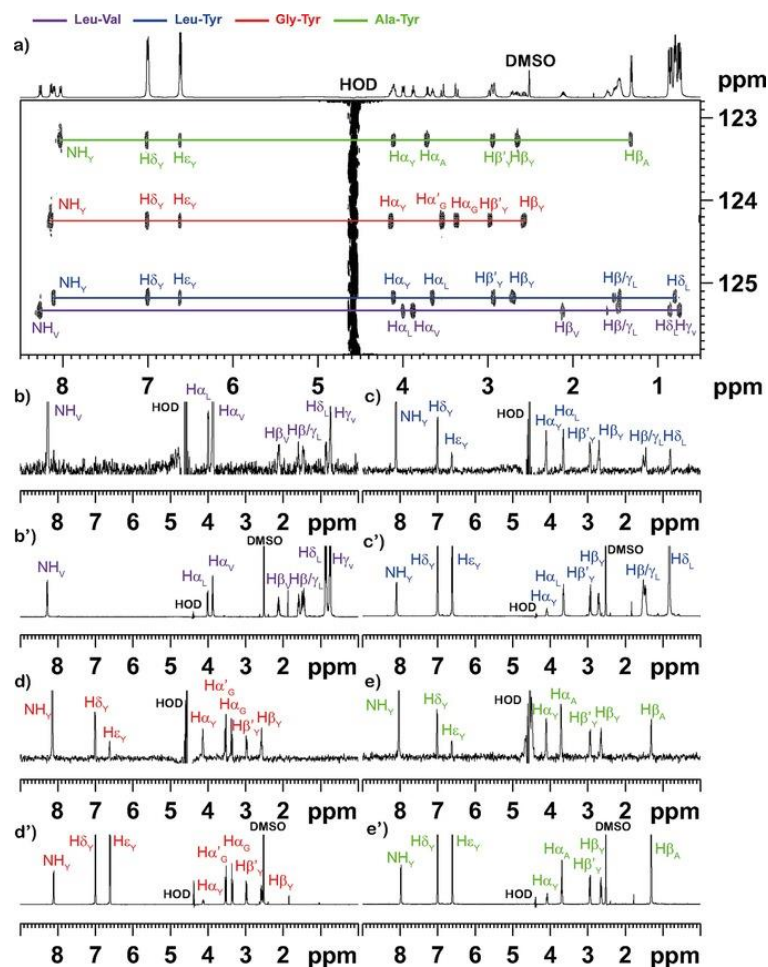 Leu-Val Leu-Tyr Gly-Tyr Ala-Tyr
a)
HOD DMSO ppm
123
NHY HδY HεY HαY HαA Hβ'Y HβY HβA
124
NHY HδY HεY HαY Hα'G HαG Hβ'Y HβY
125
NHY HδY HεY HαY HαL Hβ'Y HβY Hβ/γL HδL
NHV HαL HαV HβV Hβ/γL HδL HγV
8 7 6 5 4 3 2 1 ppm
b) NHV HOD HαL HαV HβV Hβ/γL HδL HγV
8 7 6 5 4 3 2 ppm
c) NHY HδY HεY HOD HαY HαL Hβ'Y HβY Hβ/γL HδL
8 7 6 5 4 3 2 ppm
b') NHV HOD HαL HαV DMSO HβV Hβ/γL HδL HγV
8 7 6 5 4 3 2 ppm
c') NHY HδY HεY HOD HαL HαY Hβ'Y HβY DMSO Hβ/γL HδL
8 7 6 5 4 3 2 ppm
d) NHY HδY HεY HOD HαY Hα'G HαG Hβ'Y HβY
8 7 6 5 4 3 2 ppm
e) NHY HδY HεY HOD HαY HαA Hβ'Y HβY HβA
8 7 6 5 4 3 2 ppm
d') NHY HδY HεY HOD HαY Hα'G HαG Hβ'Y DMSO HβY
8 7 6 5 4 3 2 ppm
e') NHY HδY HεY HOD HαY HαA Hβ'Y HβY DMSO HβA
8 7 6 5 4 3 2 ppm